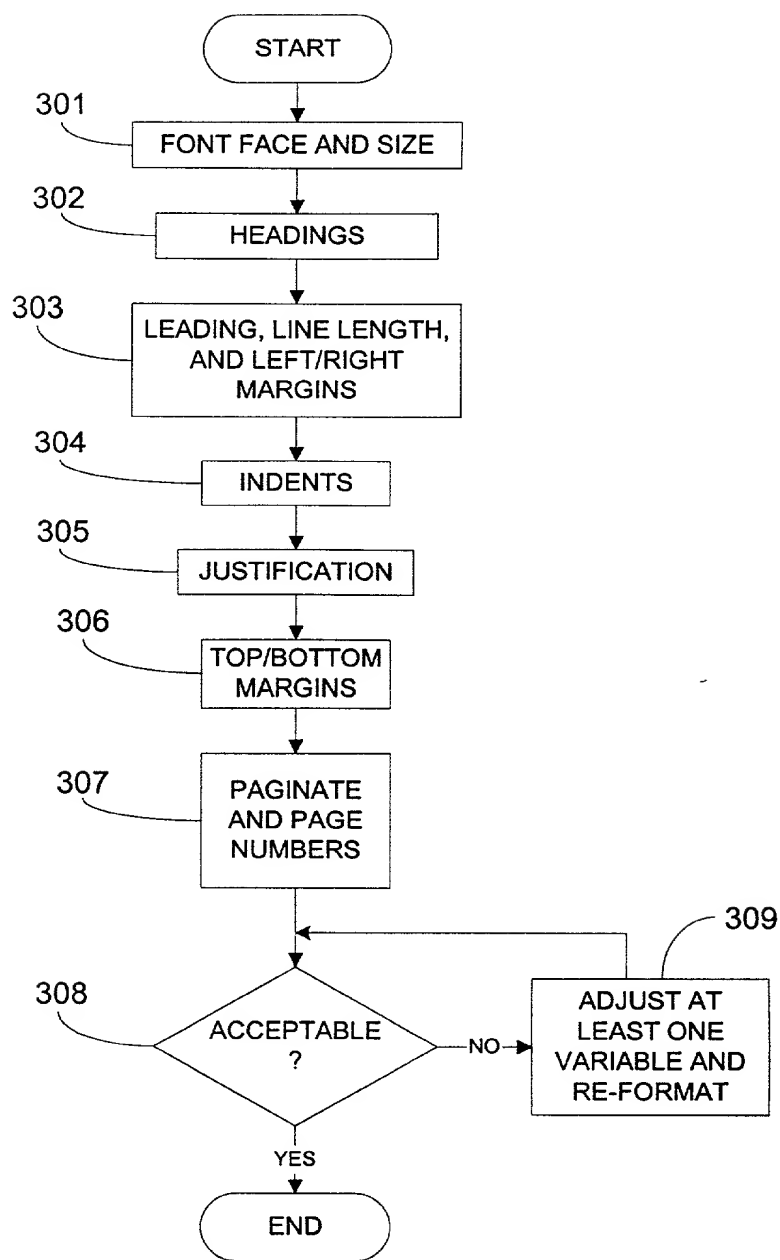 START
301
FONT FACE AND SIZE
302
HEADINGS
303
LEADING, LINE LENGTH,
AND LEFT/RIGHT
MARGINS
304
INDENTS
305
JUSTIFICATION
306
TOP/BOTTOM
MARGINS
307
PAGINATE
AND PAGE
NUMBERS
308
ACCEPTABLE
?
NO
309
ADJUST AT
LEAST ONE
VARIABLE AND
RE-FORMAT
YES
END